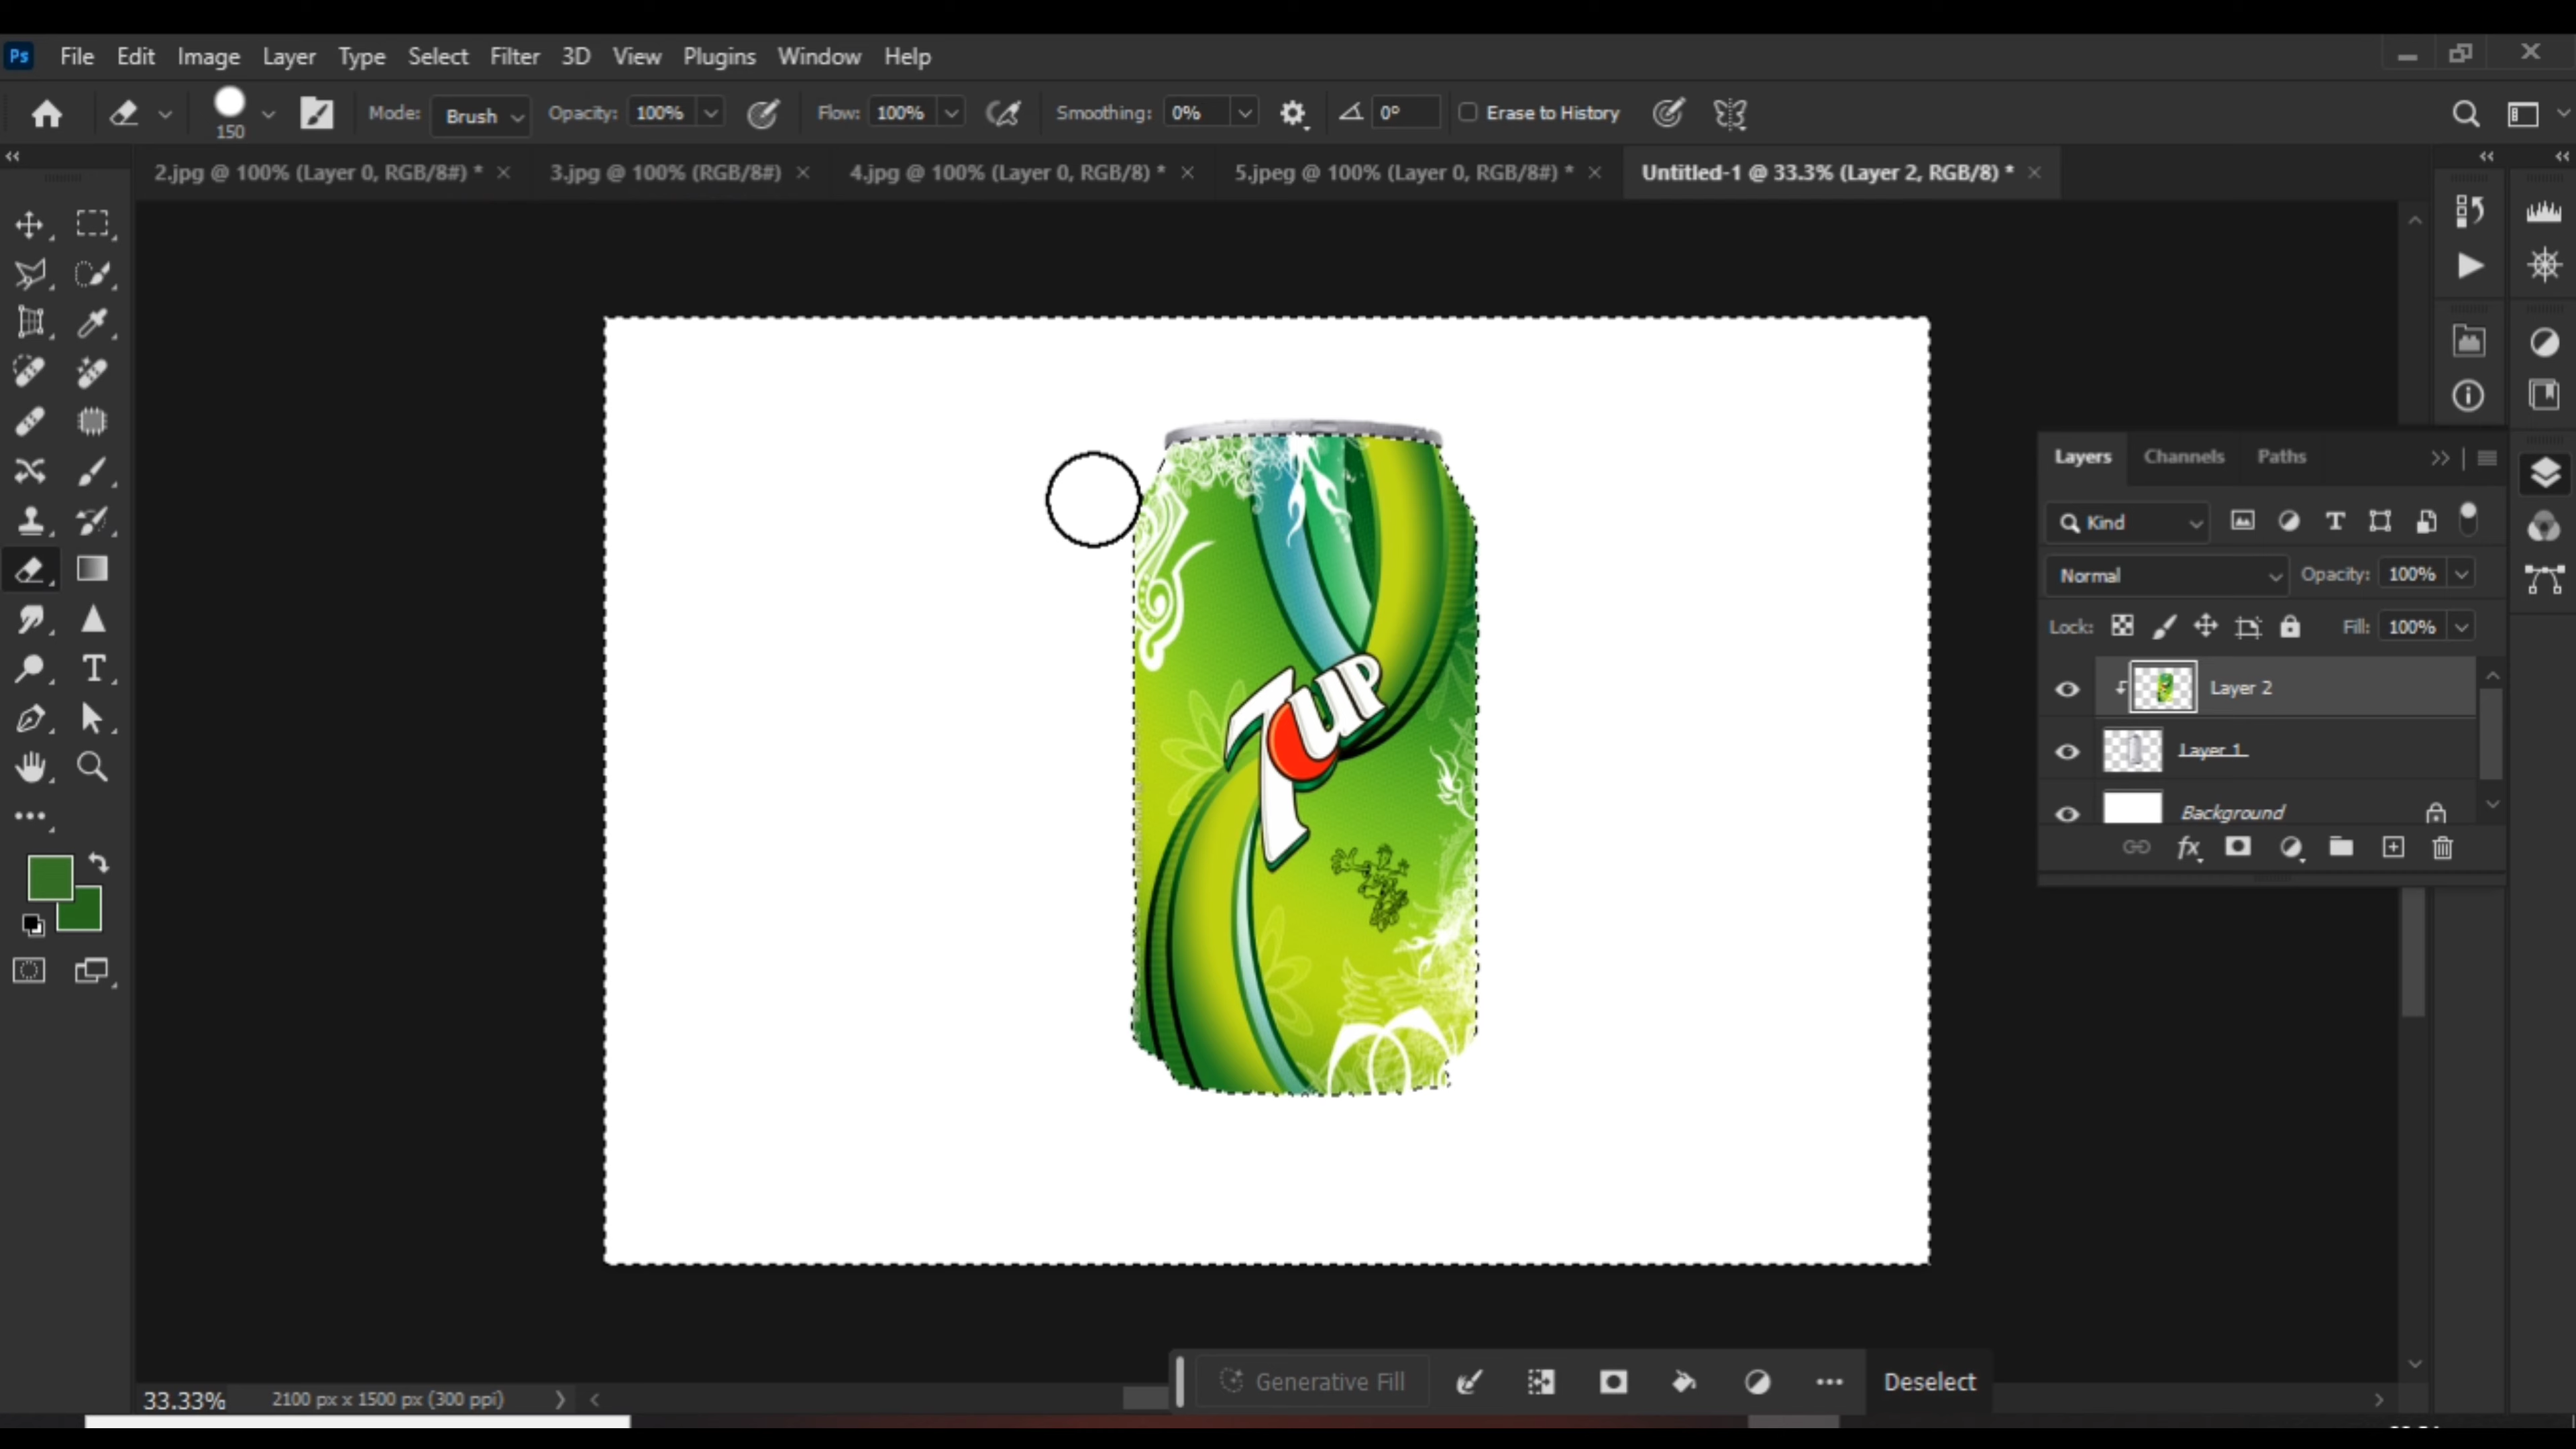 Ps File Edit Image Layer Type Select Filter 3D View Plugins Window Help
150 Mode: Brush Opacity: 100% Flow: 100% Smoothing: 0% 0° Erase to History
2.jpg @ 100% (Layer 0, RGB/8#) * 3.jpg @ 100% (RGB/8#) 4.jpg @ 100% (Layer 0, RGB/8) * 5.jpeg @ 100% (Layer 0, RGB/8#) * Untitled-1 @ 33.3% (Layer 2, RGB/8) *
Layers Channels Paths
Kind
Normal Opacity: 100%
Lock: Fill: 100%
Layer 2
Layer 1
Background
fx
7up
Generative Fill Deselect
33.33% 2100 px x 1500 px (300 ppi)